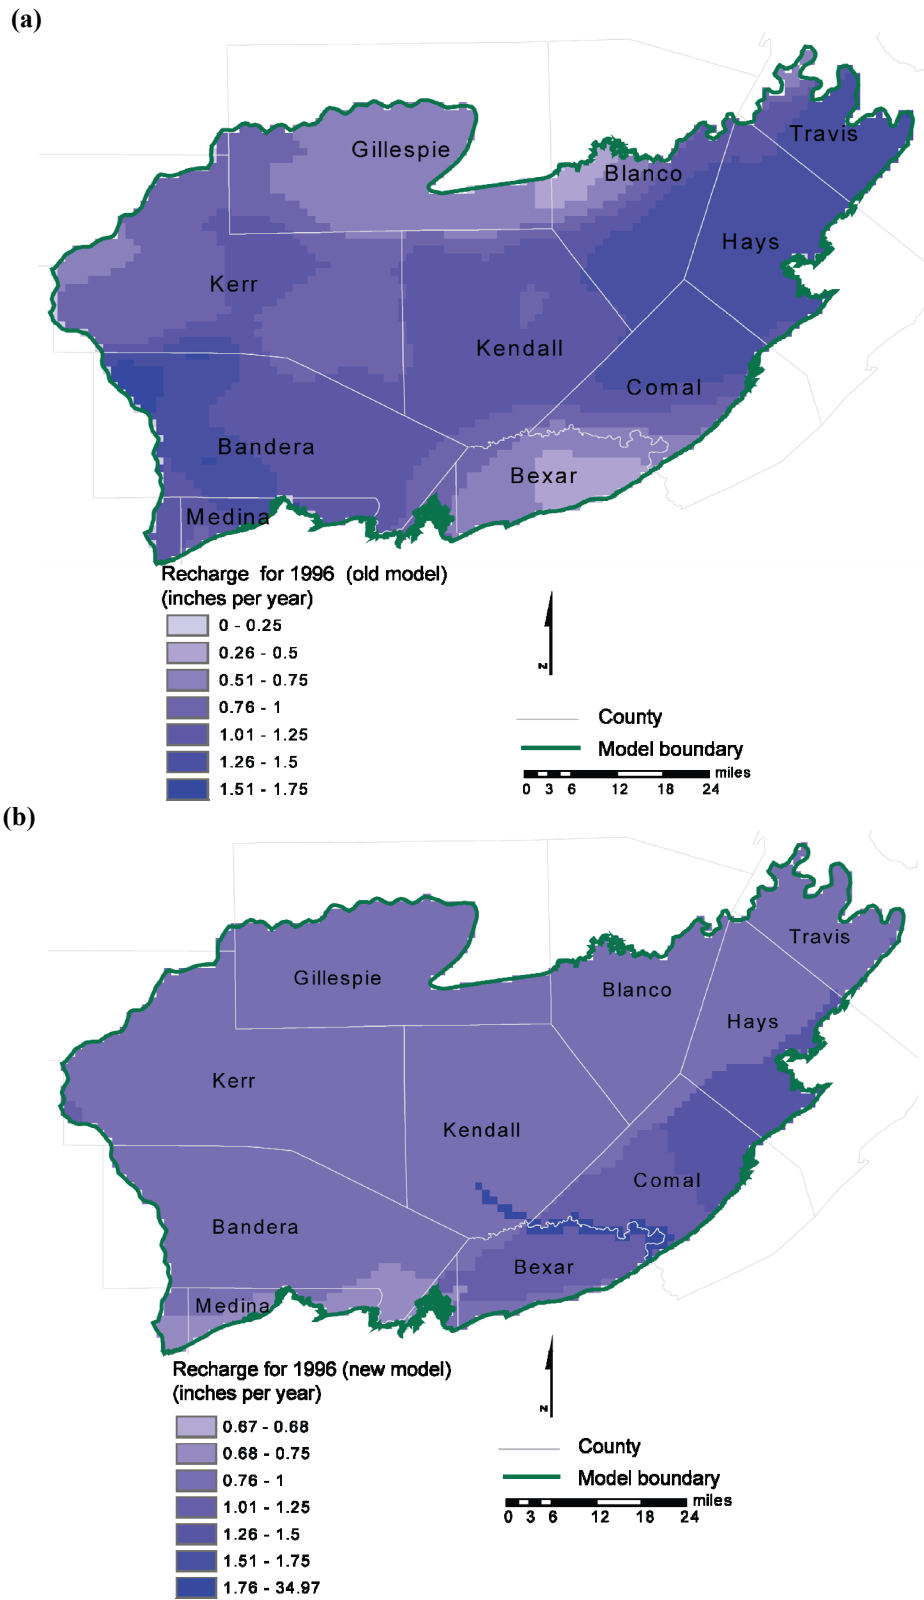 (a)
Gillespie
Travis
Blanco
Hays
Kerr
Kendall
Comal
Bandera
Bexar
Medina
Recharge for 1996 (old model)
(inches per year)
0 - 0.25
0.26 - 0.5
0.51 - 0.75
0.76 - 1
1.01 - 1.25
1.26 - 1.5
1.51 - 1.75
N
County
Model boundary
miles
0 3 6 12 18 24
(b)
Travis
Gillespie
Blanco
Hays
Kerr
Kendall
Comal
Bandera
Bexar
Medina
Recharge for 1996 (new model)
(inches per year)
0.67 - 0.68
0.68 - 0.75
0.76 - 1
1.01 - 1.25
1.26 - 1.5
1.51 - 1.75
1.76 - 34.97
N
County
Model boundary
miles
0 3 6 12 18 24